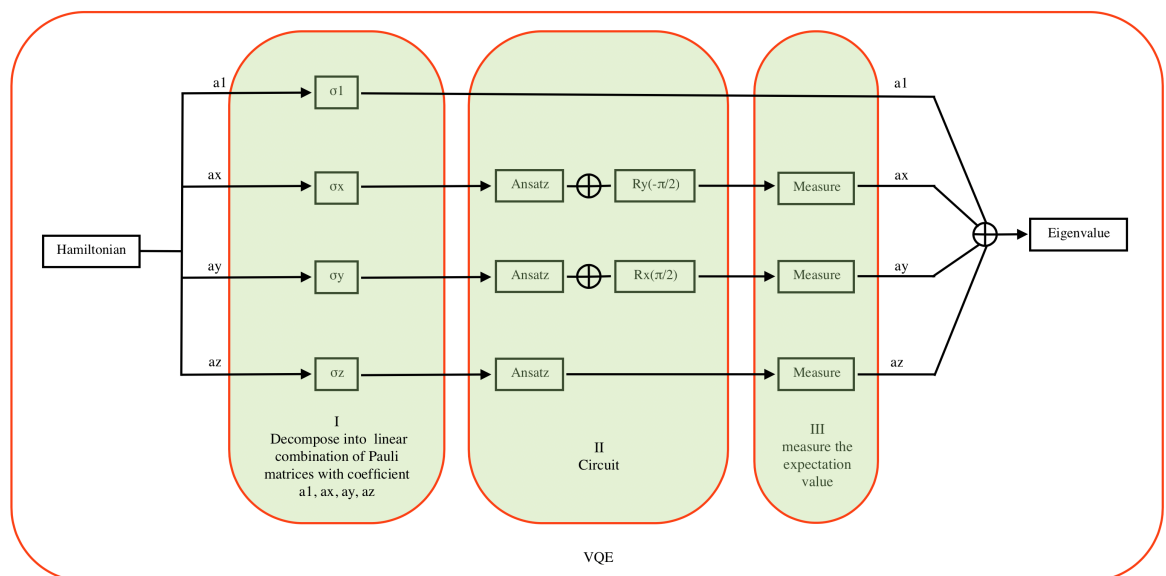 a1
σ1
a1
ax
σx
Ansatz
Ry(-π/2)
Measure
ax
Hamiltonian
Eigenvalue
ay
σy
Ansatz
Rx(π/2)
Measure
ay
az
σz
Ansatz
Measure
az
I
Decompose into linear
combination of Pauli
matrices with coefficient
a1, ax, ay, az
II
Circuit
III
measure the
expectation
value
VQE